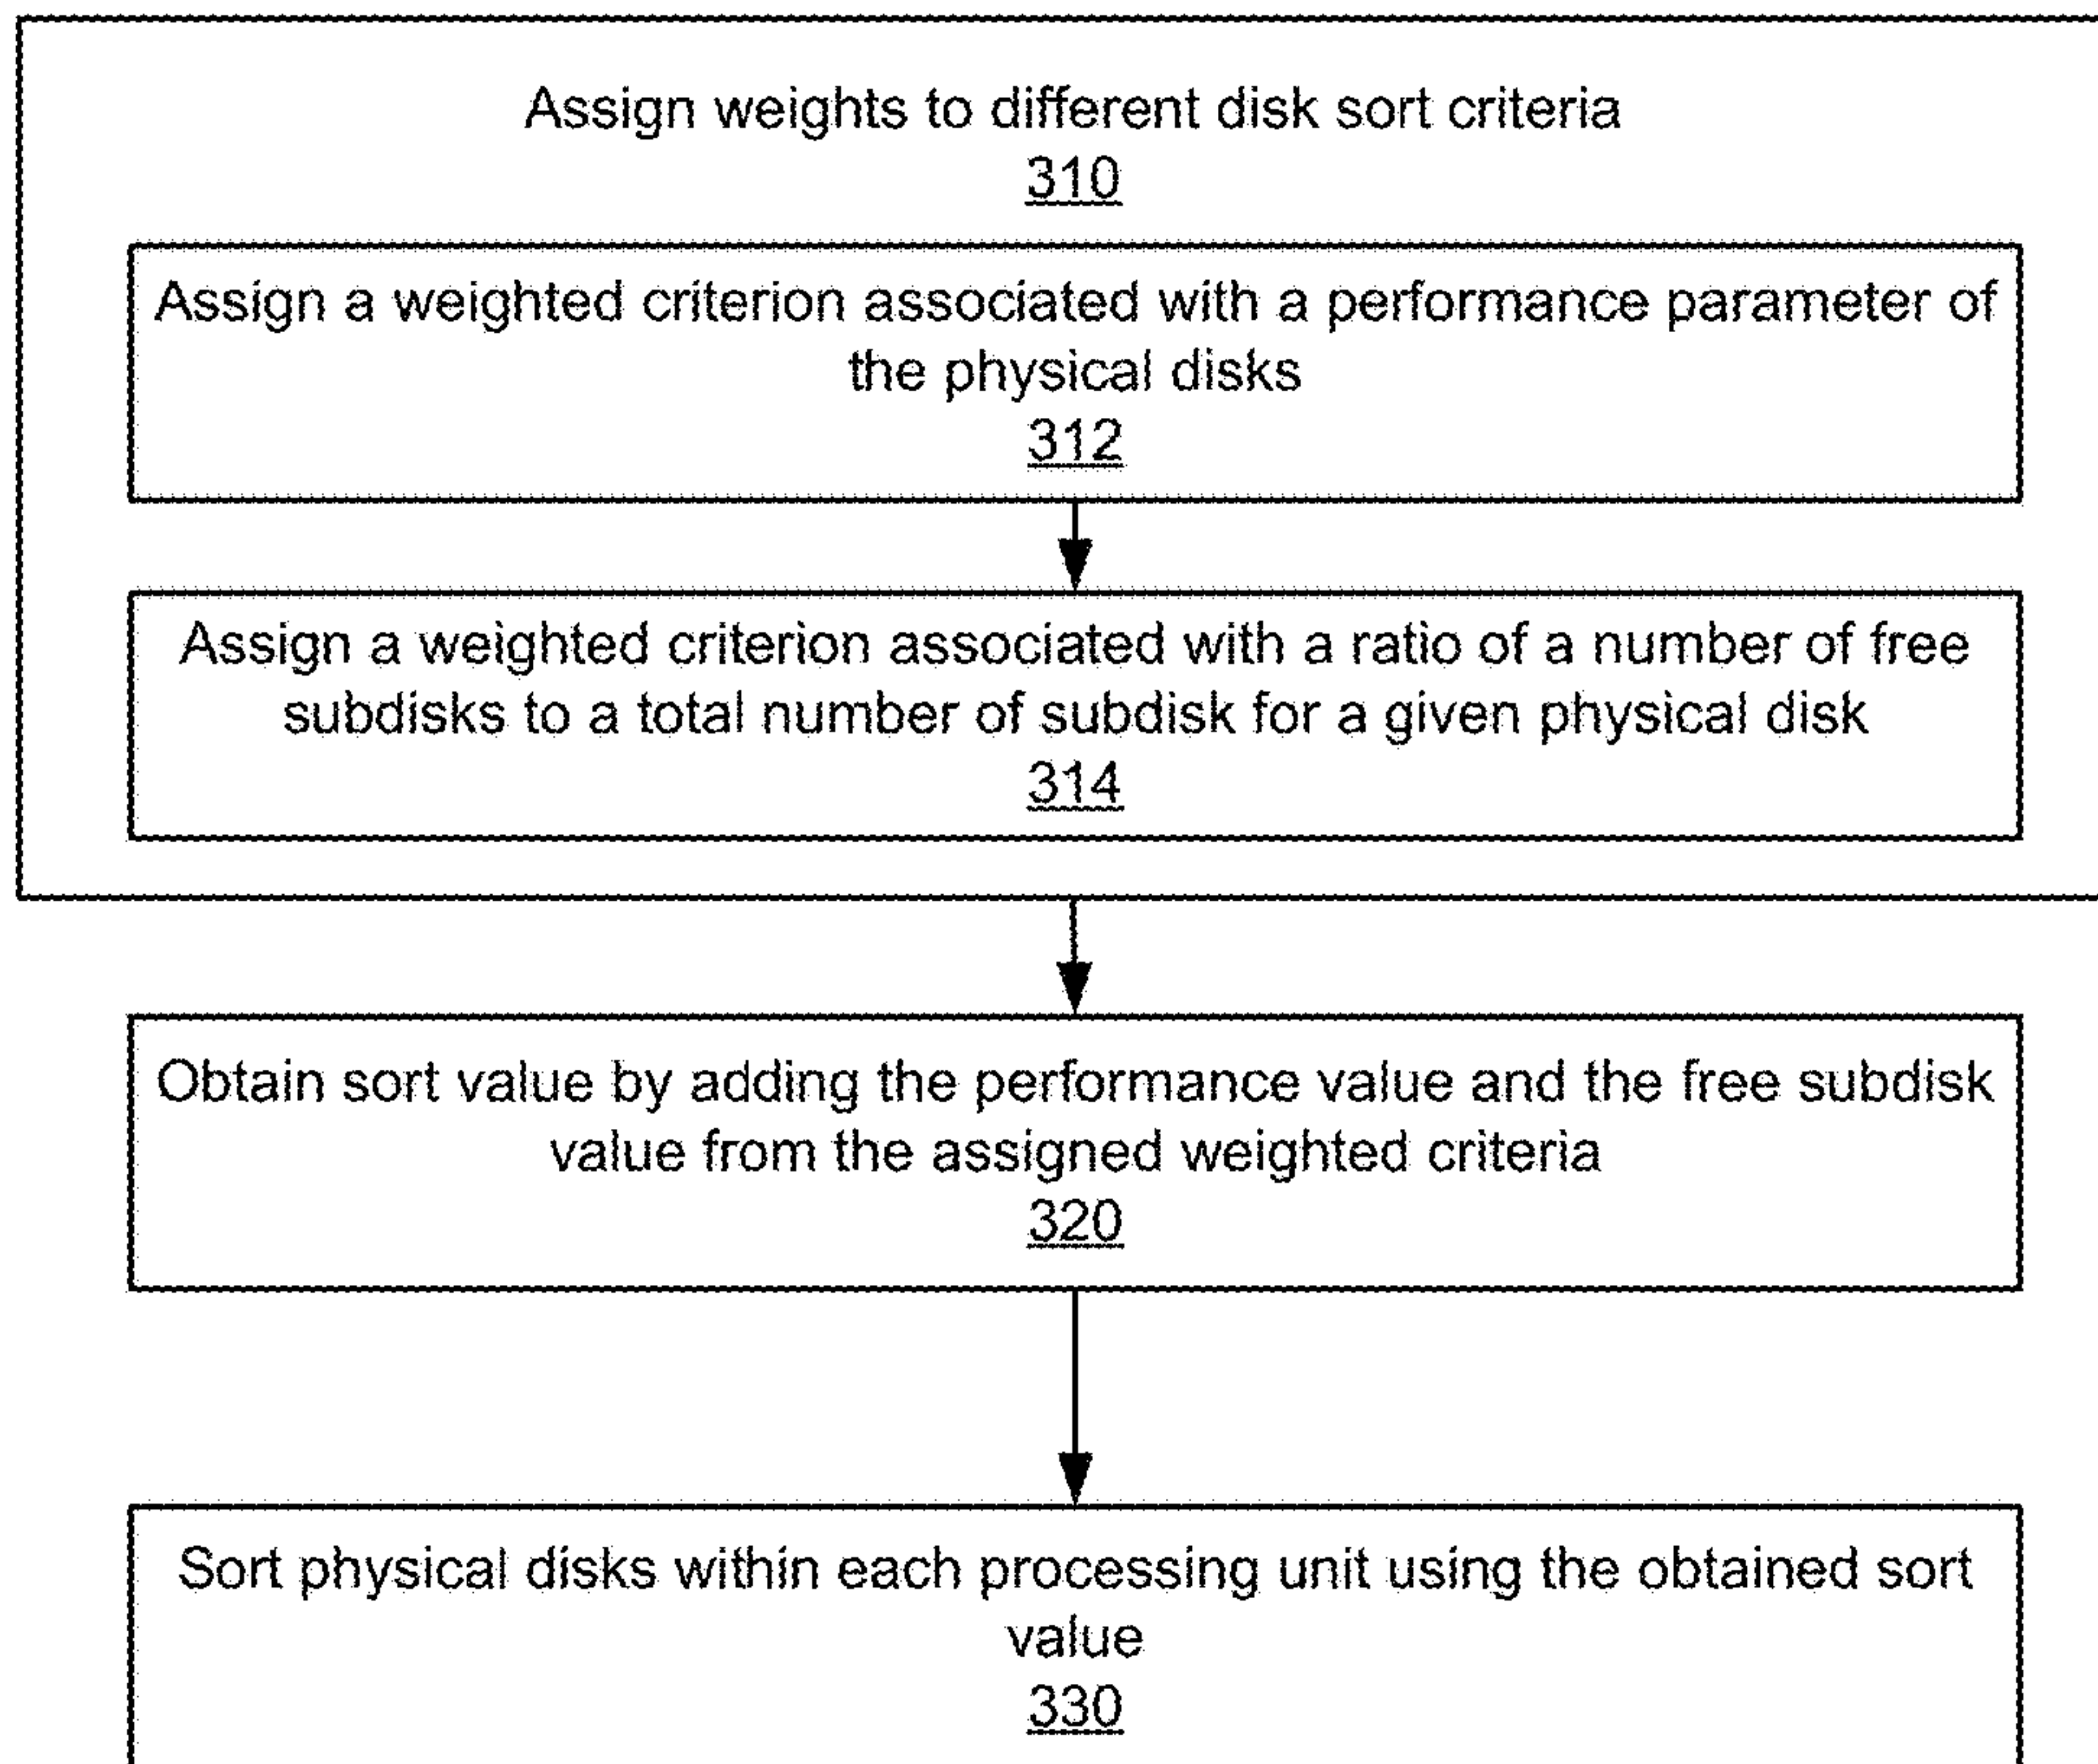 Assign weights to different disk sort criteria
310
Assign a weighted criterion associated with a performance parameter of
the physical disks
312
Assign a weighted criterion associated with a ratio of a number of free
subdisks to a total number of subdisk for a given physical disk
314
Obtain sort value by adding the performance value and the free subdisk
value from the assigned weighted criteria
320
Sort physical disks within each processing unit using the obtained sort
value
330